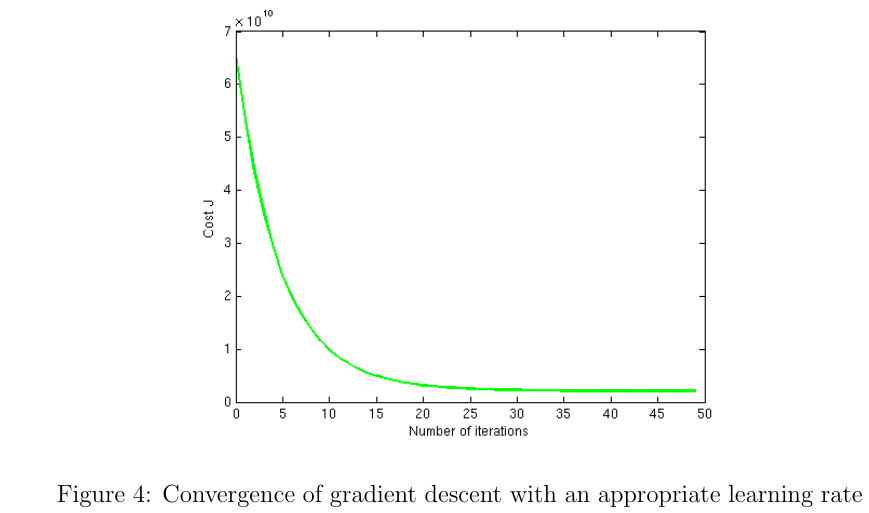 ×10^10
7
6
5
4
3
2
1
0
Cost J
0 5 10 15 20 25 30 35 40 45 50
Number of iterations
Figure 4: Convergence of gradient descent with an appropriate learning rate